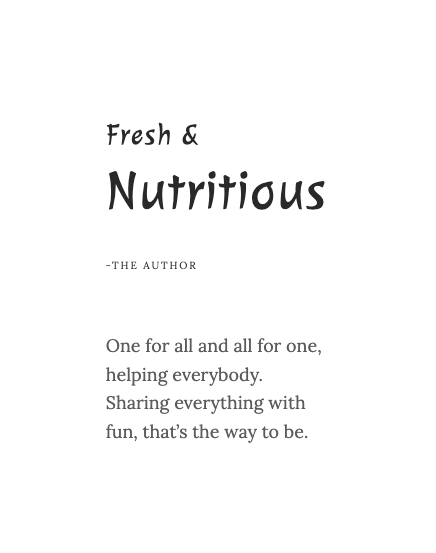 Fresh &
Nutritious
-THE AUTHOR
One for all and all for one,
helping everybody.
Sharing everything with
fun, that’s the way to be.